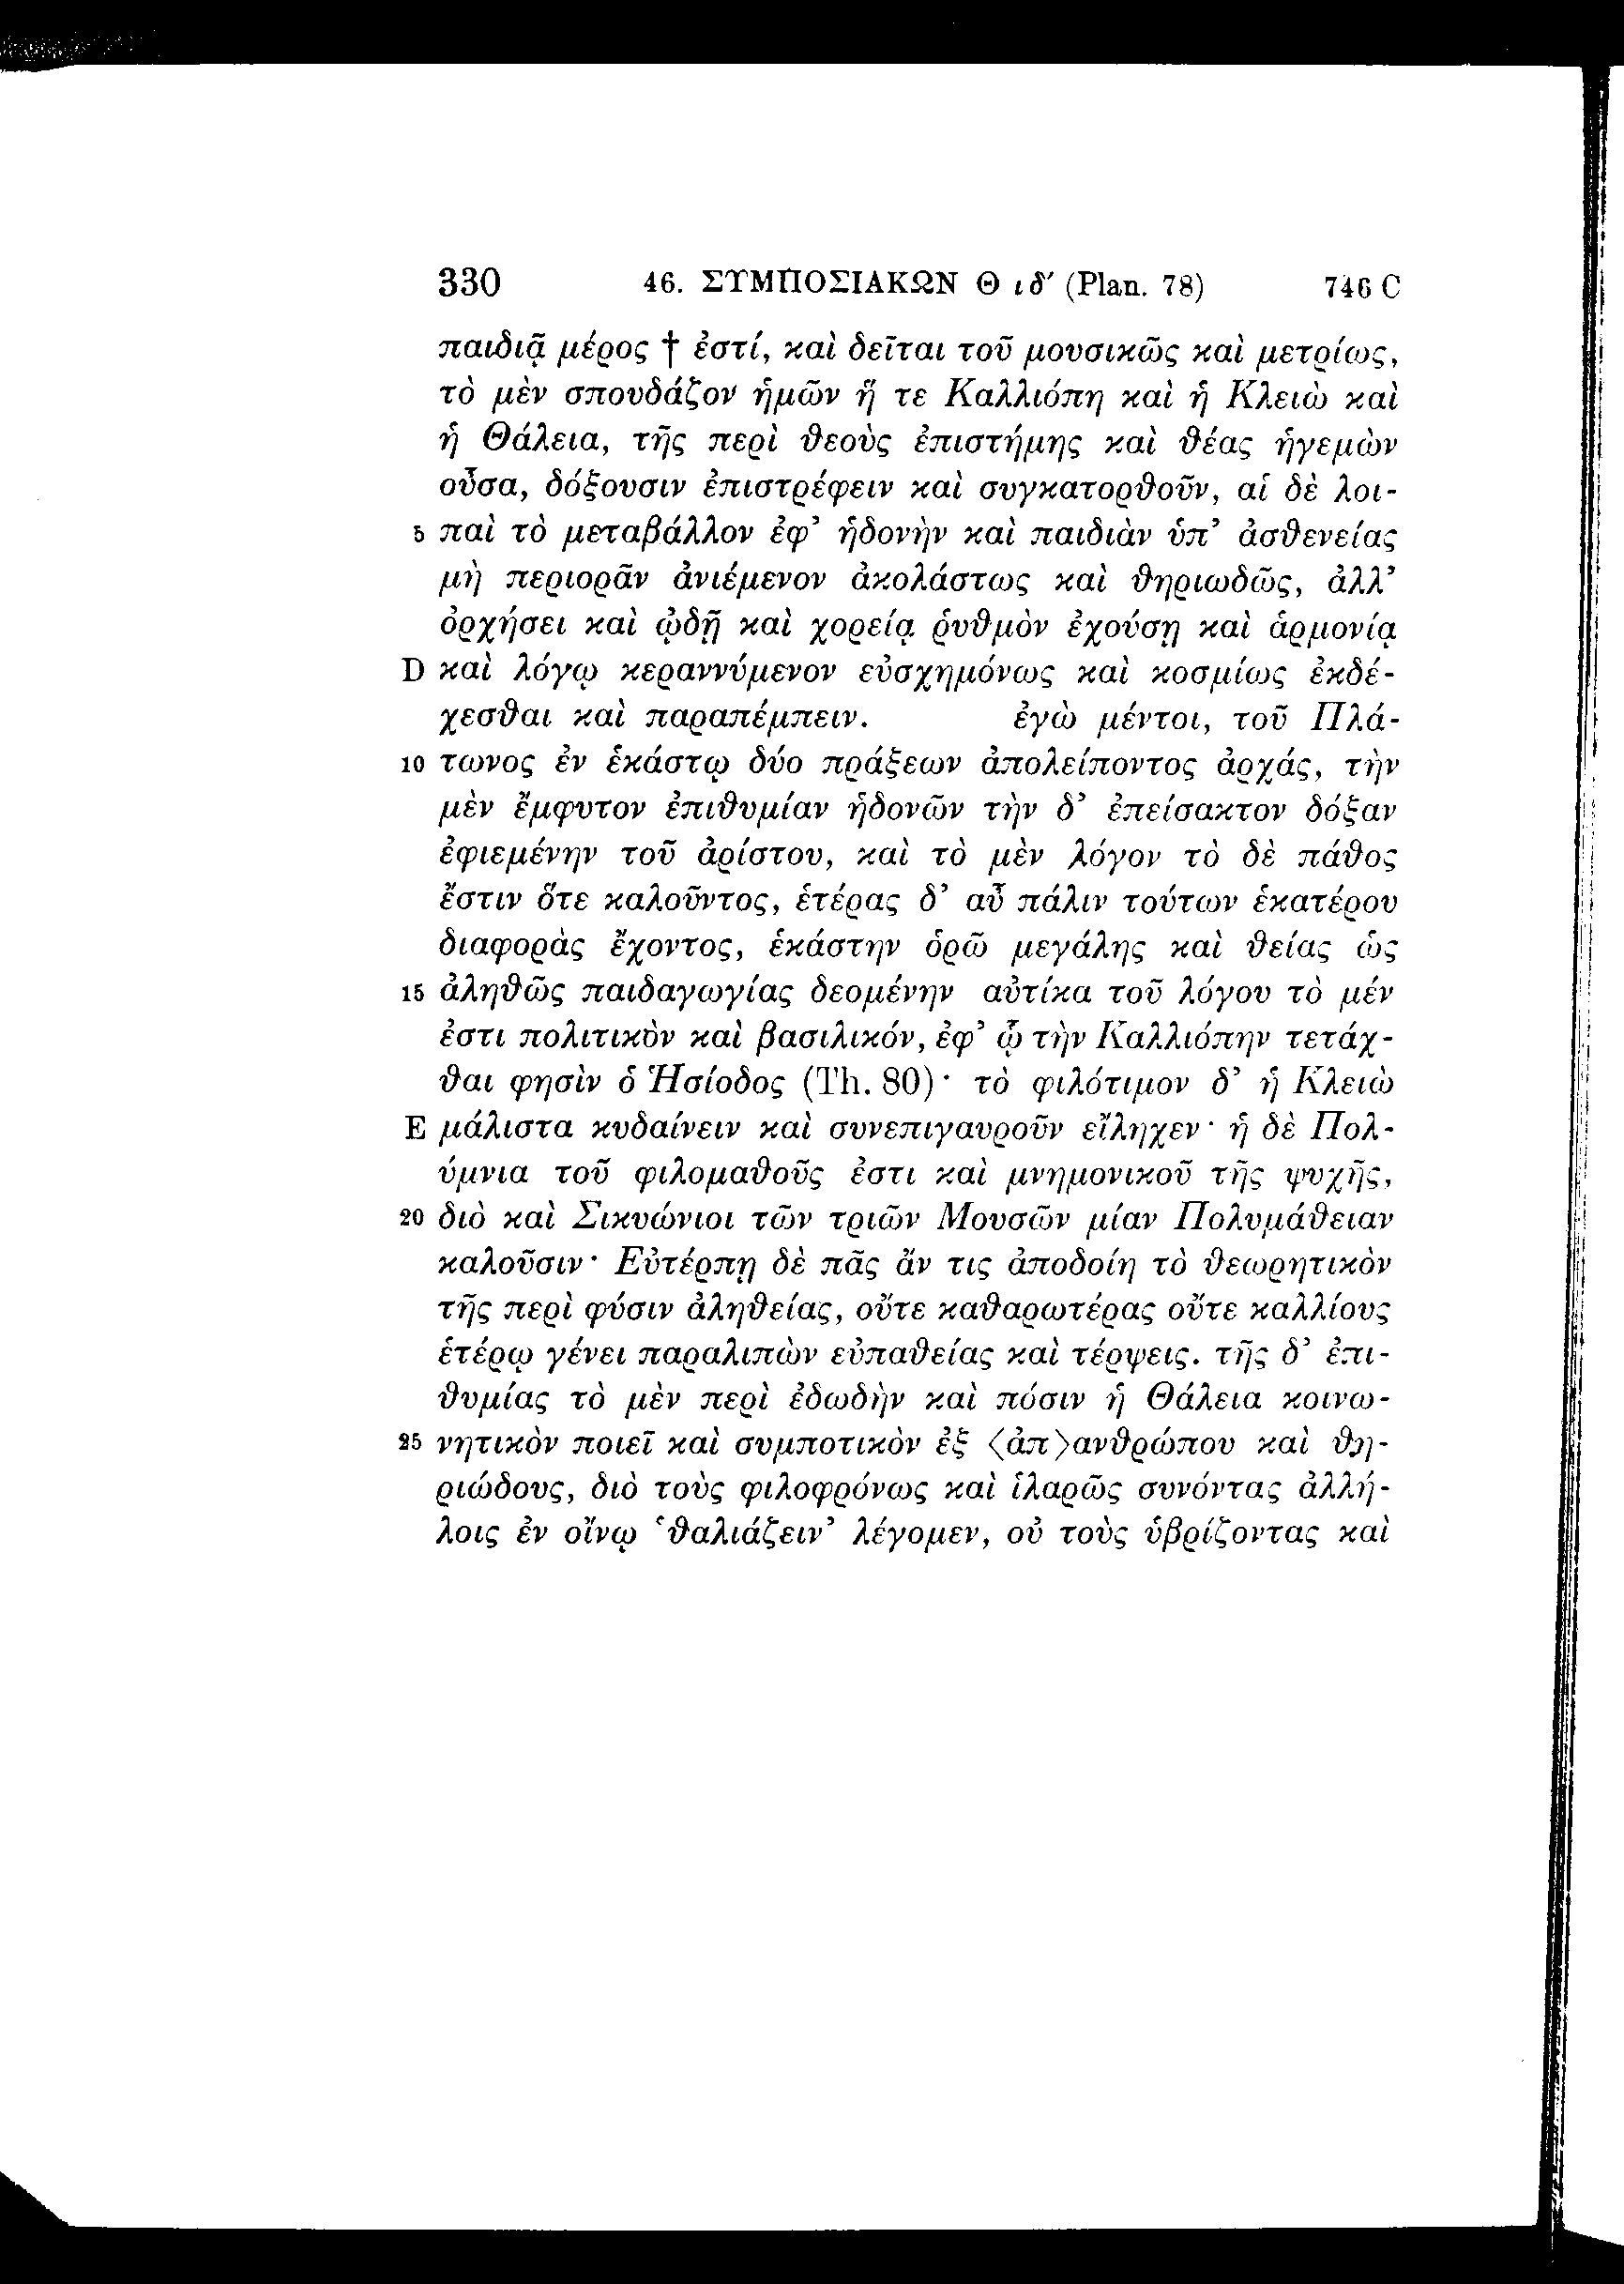 330 46. ΣΥΜΠΟΣΙΑΚΩΝ Θ ιδ′ (Plan. 78) 746 C
παιδιᾷ μέρος † ἐστί, καὶ δεῖται τοῦ μουσικῶς καὶ μετρίως,
τὸ μὲν σπουδάζον ἡμῶν ἥ τε Καλλιόπη καὶ ἡ Κλειὼ καὶ
ἡ Θάλεια, τῆς περὶ θεοὺς ἐπιστήμης καὶ θέας ἡγεμὼν
οὖσα, δόξουσιν ἐπιστρέφειν καὶ συγκατορθοῦν, αἱ δὲ λοι-
5 παὶ τὸ μεταβάλλον ἐφ’ ἡδονὴν καὶ παιδιὰν ὑπ’ ἀσθενείας
μὴ περιορᾶν ἀνιέμενον ἀκολάστως καὶ θηριωδῶς, ἀλλ’
ὀρχήσει καὶ ᾠδῇ καὶ χορείᾳ ῥυθμὸν ἐχούσῃ καὶ ἁρμονίᾳ
D καὶ λόγῳ κεραννύμενον εὐσχημόνως καὶ κοσμίως ἐκδέ-
χεσθαι καὶ παραπέμπειν. ἐγὼ μέντοι, τοῦ Πλά-
10 τωνος ἐν ἑκάστῳ δύο πράξεων ἀπολείποντος ἀρχάς, τὴν
μὲν ἔμφυτον ἐπιθυμίαν ἡδονῶν τὴν δ’ ἐπείσακτον δόξαν
ἐφιεμένην τοῦ ἀρίστου, καὶ τὸ μὲν λόγον τὸ δὲ πάθος
ἔστιν ὅτε καλοῦντος, ἑτέρας δ’ αὖ πάλιν τούτων ἑκατέρου
διαφορὰς ἔχοντος, ἑκάστην ὁρῶ μεγάλης καὶ θείας ὡς
15 ἀληθῶς παιδαγωγίας δεομένην αὐτίκα τοῦ λόγου τὸ μέν
ἐστι πολιτικὸν καὶ βασιλικόν, ἐφ’ ᾧ τὴν Καλλιόπην τετάχ-
θαι φησὶν ὁ Ἡσίοδος (Th. 80)· τὸ φιλότιμον δ’ ἡ Κλειὼ
E μάλιστα κυδαίνειν καὶ συνεπιγαυροῦν εἴληχεν· ἡ δὲ Πολ-
ύμνια τοῦ φιλομαθοῦς ἐστι καὶ μνημονικοῦ τῆς ψυχῆς,
20 διὸ καὶ Σικυώνιοι τῶν τριῶν Μουσῶν μίαν Πολυμάθειαν
καλοῦσιν· Εὐτέρπῃ δὲ πᾶς ἄν τις ἀποδοίη τὸ θεωρητικὸν
τῆς περὶ φύσιν ἀληθείας, οὔτε καθαρωτέρας οὔτε καλλίους
ἑτέρῳ γένει παραλιπὼν εὐπαθείας καὶ τέρψεις. τῆς δ’ ἐπι-
θυμίας τὸ μὲν περὶ ἐδωδὴν καὶ πόσιν ἡ Θάλεια κοινω-
25 νητικὸν ποιεῖ καὶ συμποτικὸν ἐξ ⟨ἀπ⟩ανθρώπου καὶ θη-
ριώδους, διὸ τοὺς φιλοφρόνως καὶ ἱλαρῶς συνόντας ἀλλή-
λοις ἐν οἴνῳ ‘θαλιάζειν’ λέγομεν, οὐ τοὺς ὑβρίζοντας καὶ